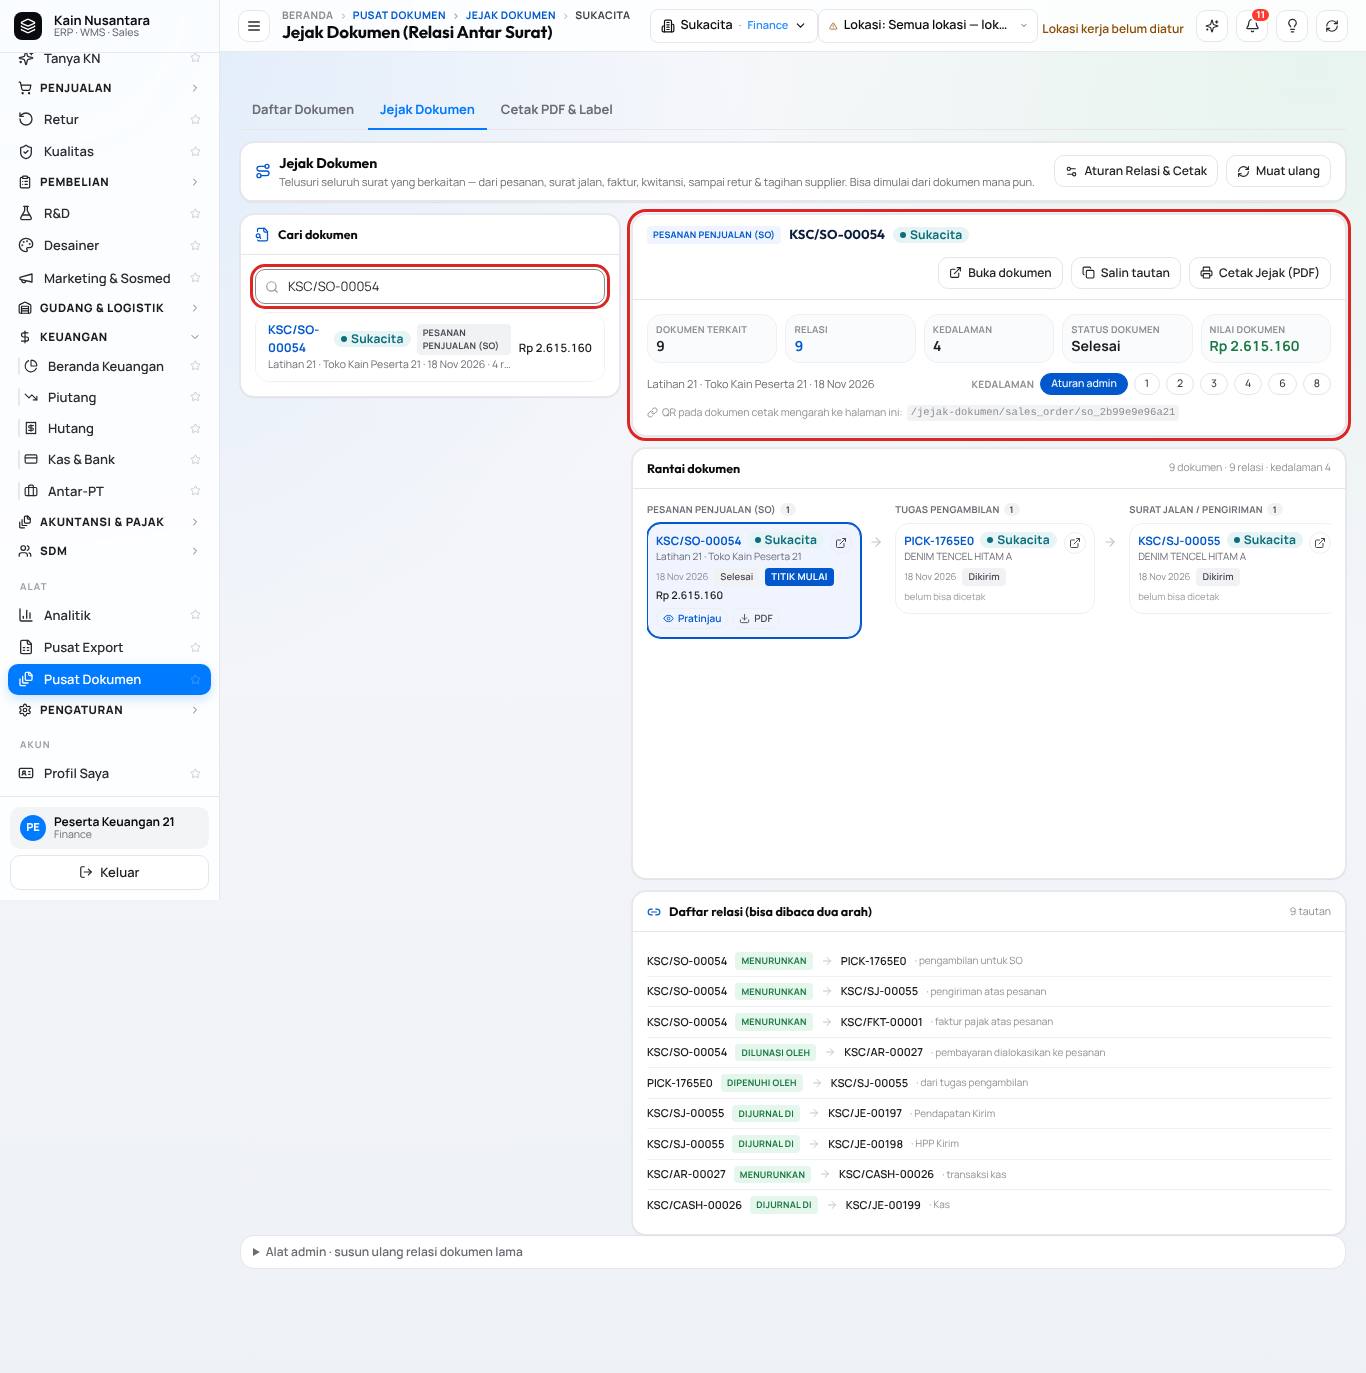 Kain Nusantara
ERP · WMS · Sales
Tanya KN
PENJUALAN
Retur
Kualitas
PEMBELIAN
R&D
Desainer
Marketing & Sosmed
GUDANG & LOGISTIK
KEUANGAN
Beranda Keuangan
Piutang
Hutang
Kas & Bank
Antar-PT
AKUNTANSI & PAJAK
SDM
ALAT
Analitik
Pusat Export
Pusat Dokumen
PENGATURAN
AKUN
Profil Saya
PE
Peserta Keuangan 21
Finance
Keluar
BERANDA > PUSAT DOKUMEN > JEJAK DOKUMEN > SUKACITA
Jejak Dokumen (Relasi Antar Surat)
Sukacita · Finance
Lokasi: Semua lokasi — lok...
Lokasi kerja belum diatur
11
Daftar Dokumen
Jejak Dokumen
Cetak PDF & Label
Jejak Dokumen
Telusuri seluruh surat yang berkaitan — dari pesanan, surat jalan, faktur, kwitansi, sampai retur & tagihan supplier. Bisa dimulai dari dokumen mana pun.
Aturan Relasi & Cetak
Muat ulang
Cari dokumen
KSC/SO-00054
KSC/SO-
00054
Sukacita
PESANAN
PENJUALAN (SO)
Rp 2.615.160
Latihan 21 · Toko Kain Peserta 21 · 18 Nov 2026 · 4 r...
PESANAN PENJUALAN (SO)
KSC/SO-00054
Sukacita
Buka dokumen
Salin tautan
Cetak Jejak (PDF)
DOKUMEN TERKAIT
9
RELASI
9
KEDALAMAN
4
STATUS DOKUMEN
Selesai
NILAI DOKUMEN
Rp 2.615.160
Latihan 21 · Toko Kain Peserta 21 · 18 Nov 2026
KEDALAMAN
Aturan admin
1
2
3
4
6
8
QR pada dokumen cetak mengarah ke halaman ini: /jejak-dokumen/sales_order/so_2b99e9e96a21
Rantai dokumen
9 dokumen · 9 relasi · kedalaman 4
PESANAN PENJUALAN (SO) 1
KSC/SO-00054
Sukacita
Latihan 21 · Toko Kain Peserta 21
18 Nov 2026
Selesai
TITIK MULAI
Rp 2.615.160
Pratinjau
PDF
TUGAS PENGAMBILAN 1
PICK-1765E0
Sukacita
DENIM TENCEL HITAM A
18 Nov 2026
Dikirim
belum bisa dicetak
SURAT JALAN / PENGIRIMAN 1
KSC/SJ-00055
Sukacita
DENIM TENCEL HITAM A
18 Nov 2026
Dikirim
belum bisa dicetak
Daftar relasi (bisa dibaca dua arah)
9 tautan
KSC/SO-00054 MENURUNKAN → PICK-1765E0 · pengambilan untuk SO
KSC/SO-00054 MENURUNKAN → KSC/SJ-00055 · pengiriman atas pesanan
KSC/SO-00054 MENURUNKAN → KSC/FKT-00001 · faktur pajak atas pesanan
KSC/SO-00054 DILUNASI OLEH → KSC/AR-00027 · pembayaran dialokasikan ke pesanan
PICK-1765E0 DIPENUHI OLEH → KSC/SJ-00055 · dari tugas pengambilan
KSC/SJ-00055 DIJURNAL DI → KSC/JE-00197 · Pendapatan Kirim
KSC/SJ-00055 DIJURNAL DI → KSC/JE-00198 · HPP Kirim
KSC/AR-00027 MENURUNKAN → KSC/CASH-00026 · transaksi kas
KSC/CASH-00026 DIJURNAL DI → KSC/JE-00199 · Kas
Alat admin · susun ulang relasi dokumen lama